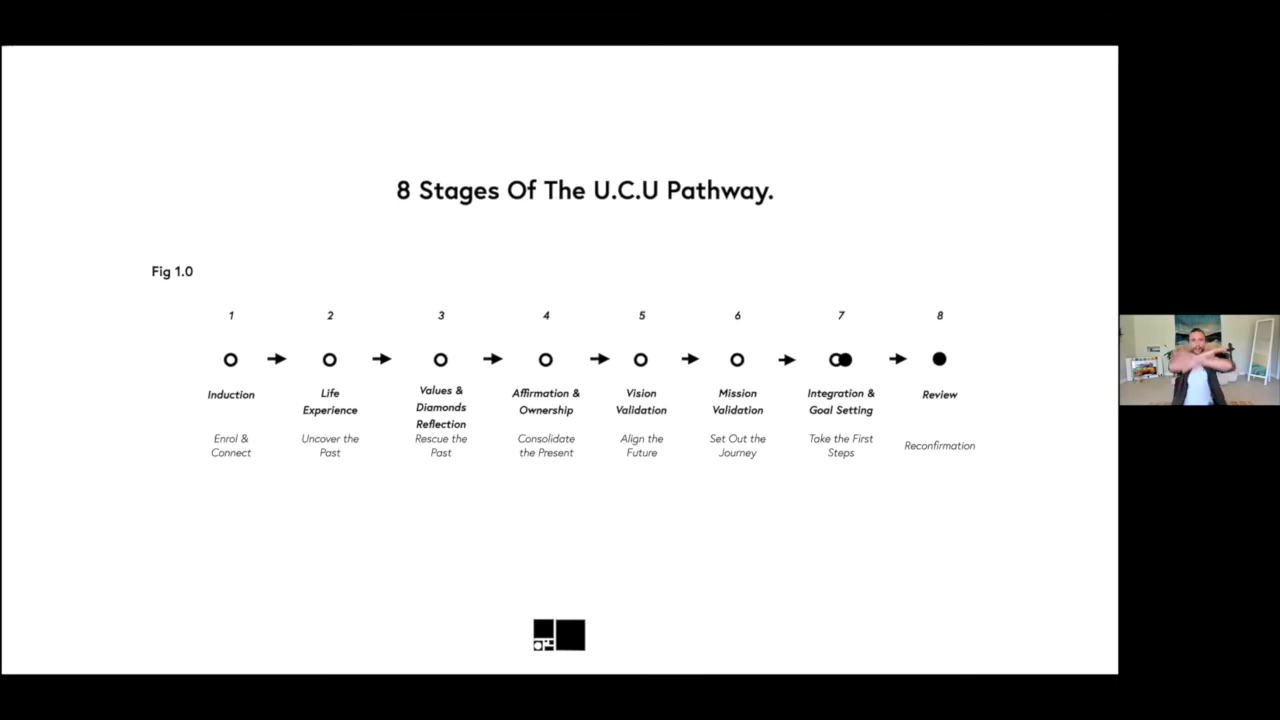 8 Stages Of The U.C.U Pathway.
Fig 1.0
1 2 3 4 5 6 7 8
Induction
Enrol &
Connect
Life
Experience
Uncover the
Past
Values &
Diamonds
Reflection
Rescue the
Past
Affirmation &
Ownership
Consolidate
the Present
Vision
Validation
Align the
Future
Mission
Validation
Set Out the
Journey
Integration &
Goal Setting
Take the First
Steps
Review
Reconfirmation